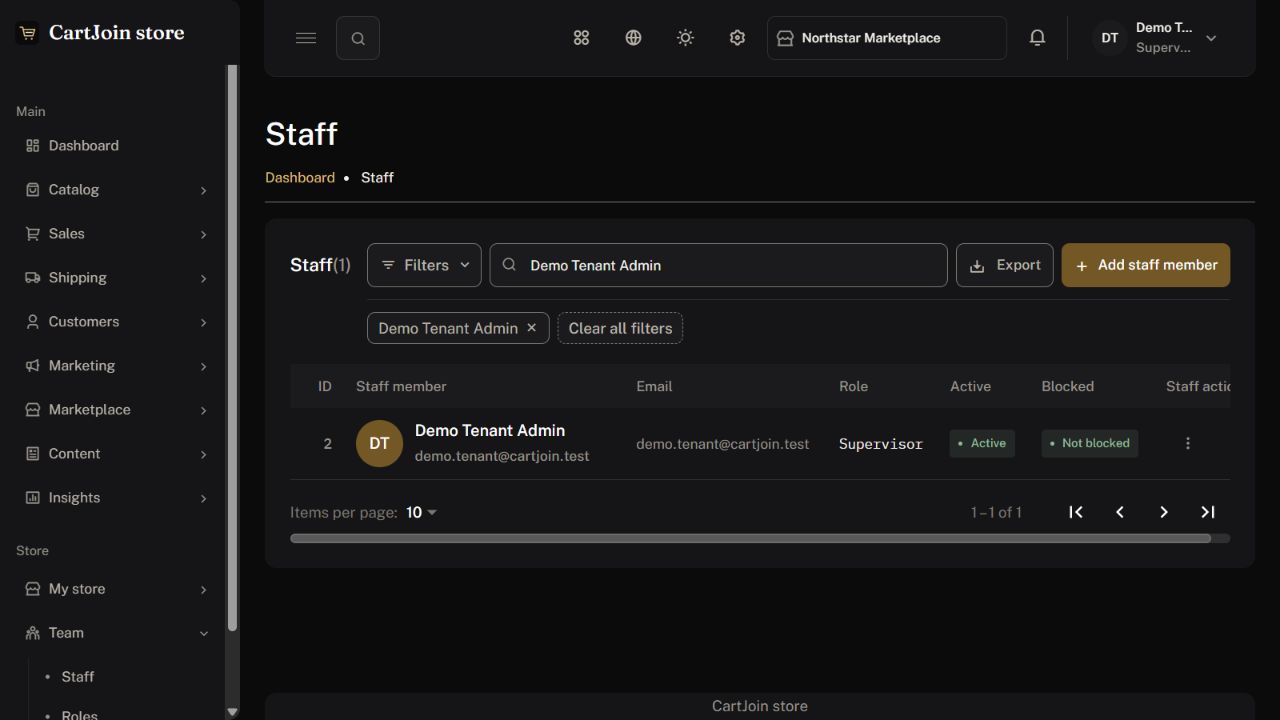 CartJoin store
Main
Dashboard
Catalog
Sales
Shipping
Customers
Marketing
Marketplace
Content
Insights
Store
My store
Team
Staff
Roles
Northstar Marketplace
DT
Demo T...
Superv...
Staff
Dashboard • Staff
Staff(1)
Filters
Demo Tenant Admin
Export
+ Add staff member
Demo Tenant Admin ×
Clear all filters
ID Staff member Email Role Active Blocked Staff actio
2 DT Demo Tenant Admin demo.tenant@cartjoin.test Supervisor • Active • Not blocked
demo.tenant@cartjoin.test
Items per page: 10
1–1 of 1
CartJoin store